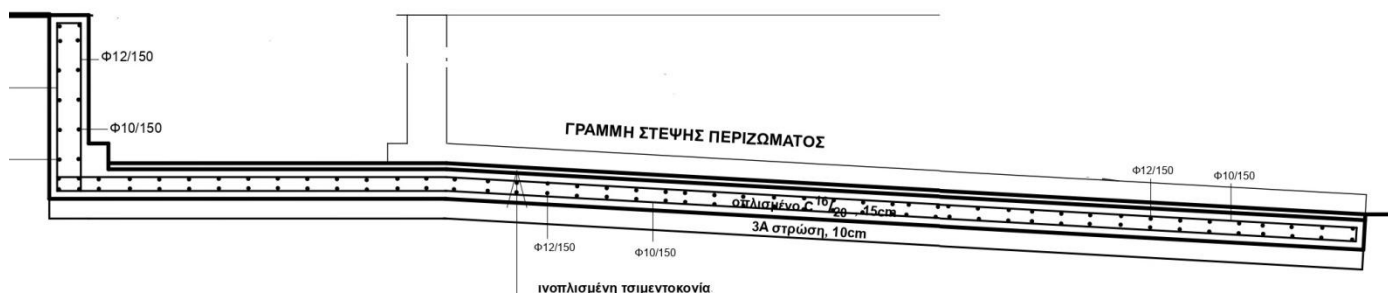 Φ12/150
Φ10/150
ΓΡΑΜΜΗ ΣΤΕΨΗΣ ΠΕΡΙΖΩΜΑΤΟΣ
Φ12/150
Φ10/150
οπλισμένο C 16/20 , 15cm
3Α στρώση, 10cm
Φ12/150
Φ10/150
ινοπλισμένη τσιμεντοκονία